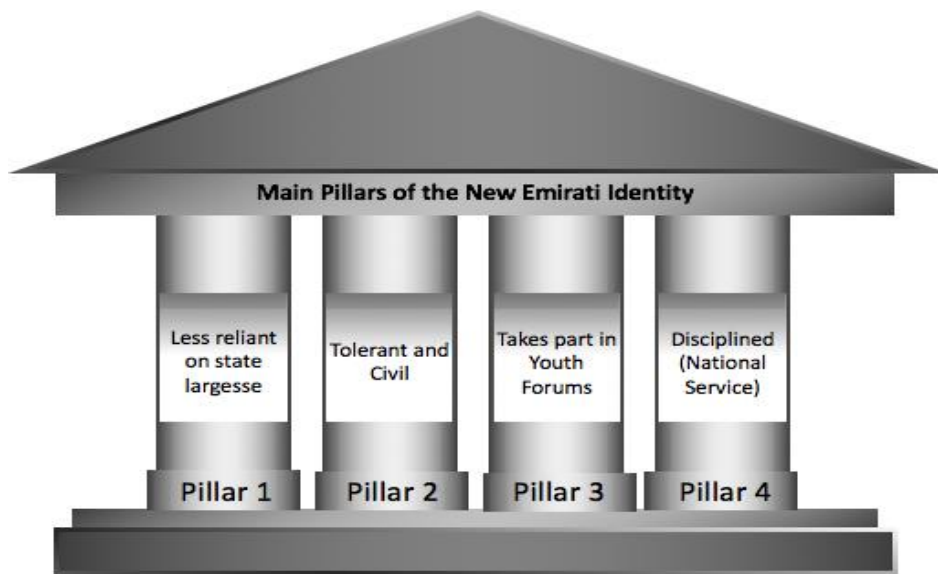 Main Pillars of the New Emirati Identity
Less reliant
on state
largesse
Tolerant and
Civil
Takes part in
Youth
Forums
Disciplined
(National
Service)
Pillar 1
Pillar 2
Pillar 3
Pillar 4